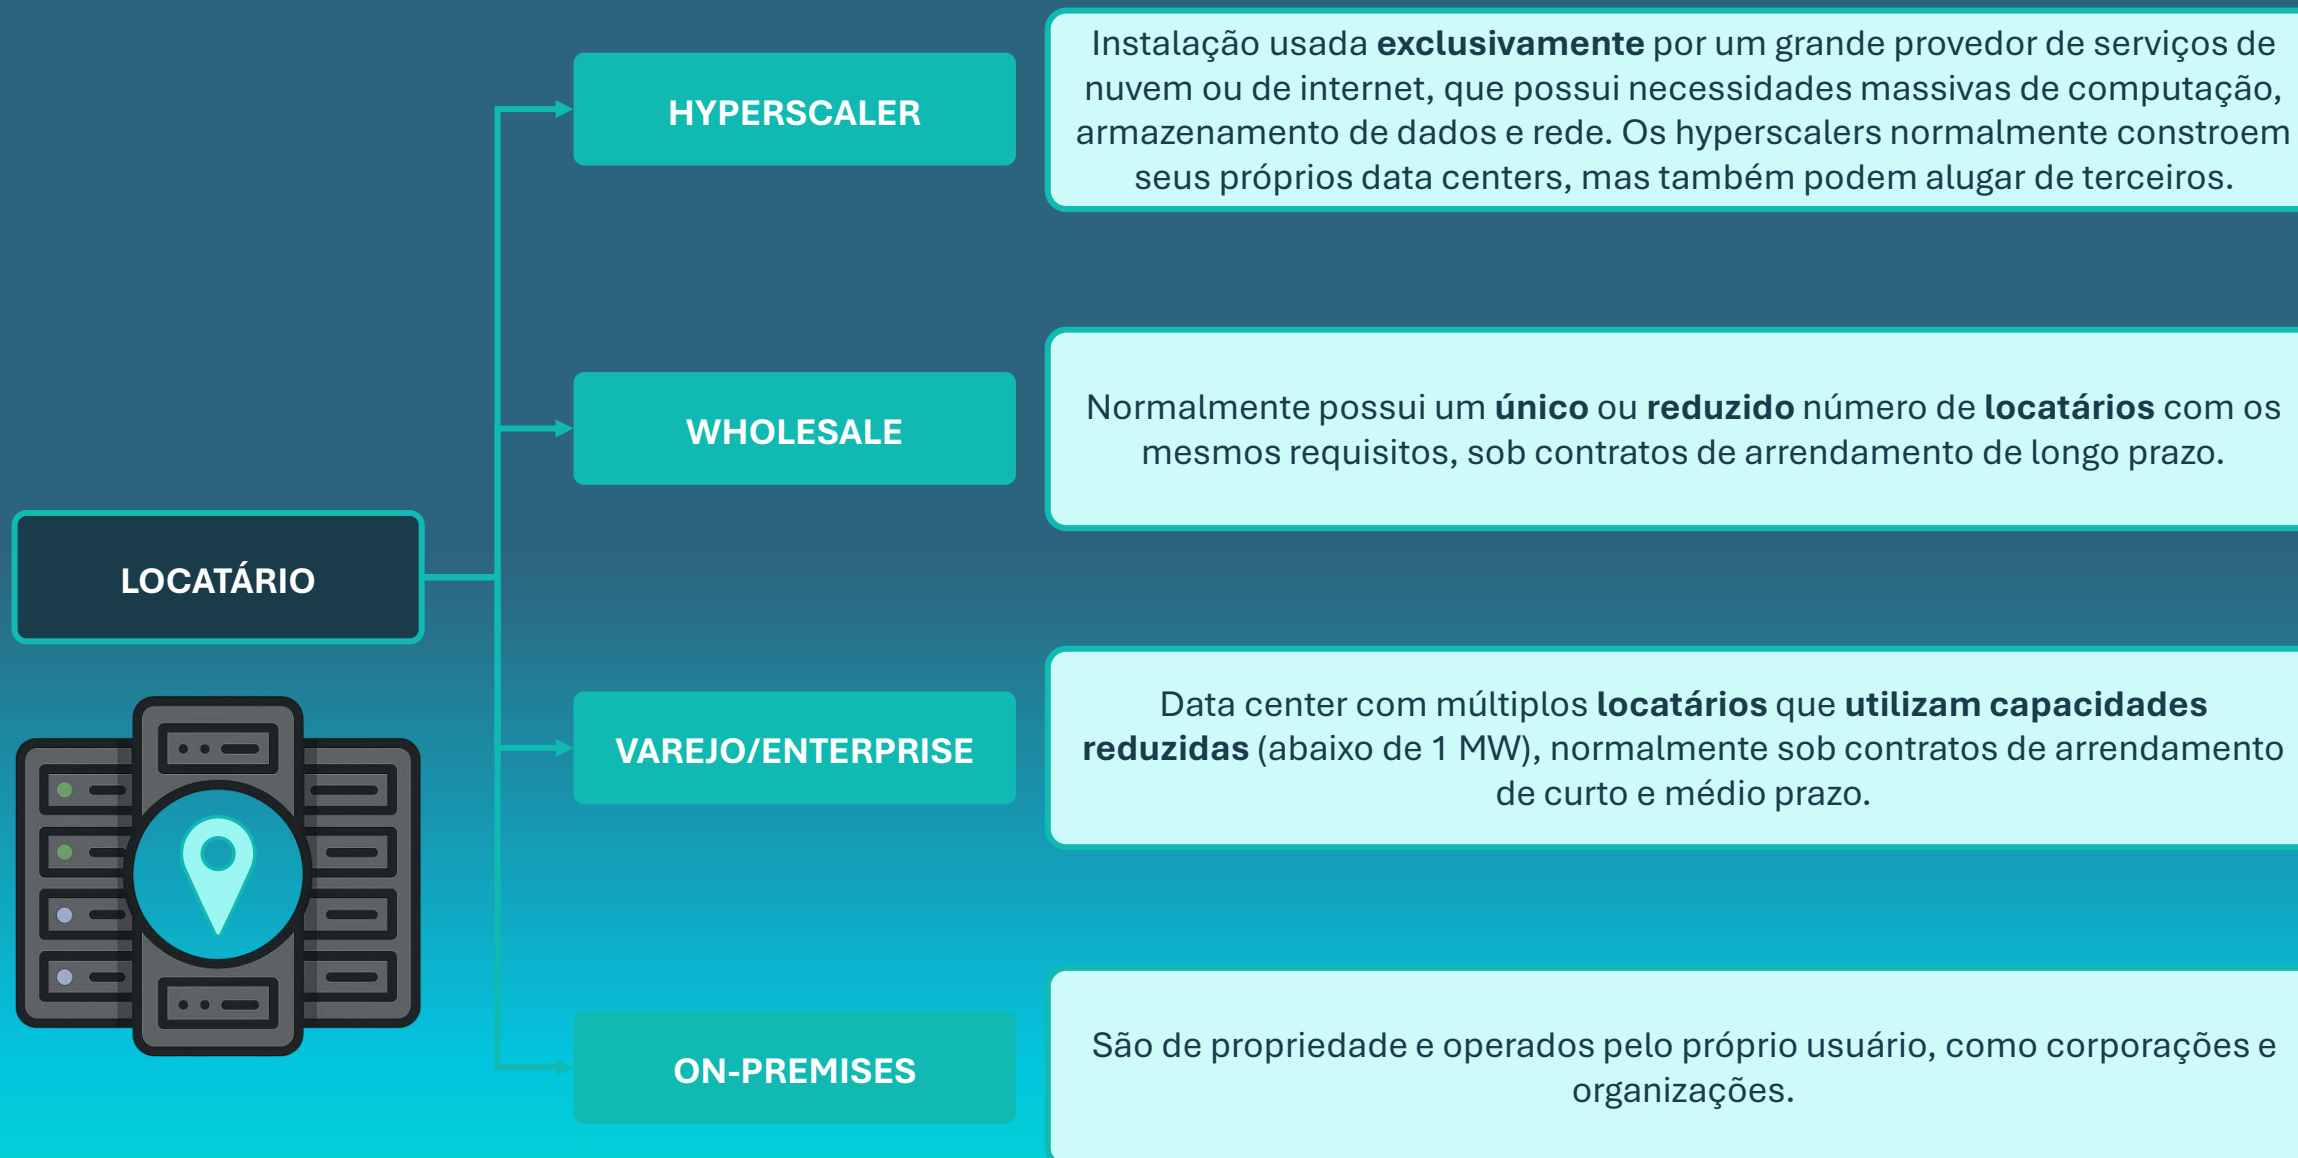 HYPERSCALER
Instalação usada exclusivamente por um grande provedor de serviços de
nuvem ou de internet, que possui necessidades massivas de computação,
armazenamento de dados e rede. Os hyperscalers normalmente constroem
seus próprios data centers, mas também podem alugar de terceiros.
WHOLESALE
Normalmente possui um único ou reduzido número de locatários com os
mesmos requisitos, sob contratos de arrendamento de longo prazo.
LOCATÁRIO
VAREJO/ENTERPRISE
Data center com múltiplos locatários que utilizam capacidades
reduzidas (abaixo de 1 MW), normalmente sob contratos de arrendamento
de curto e médio prazo.
ON-PREMISES
São de propriedade e operados pelo próprio usuário, como corporações e
organizações.